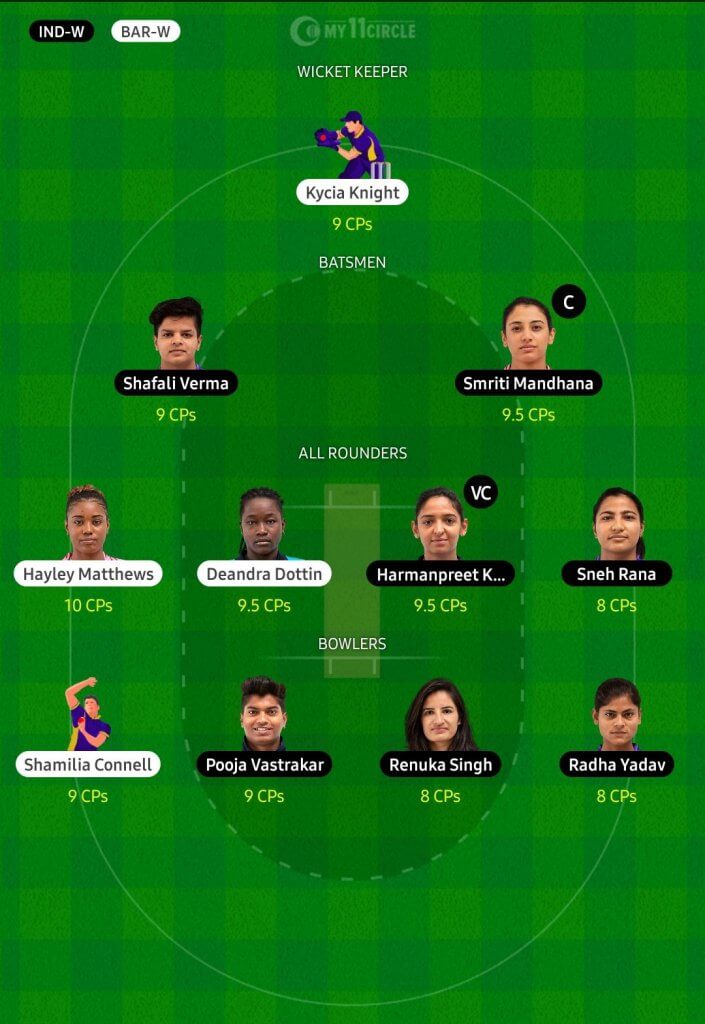 IND-W BAR-W MY11CIRCLE
WICKET KEEPER
Kycia Knight
9 CPs
BATSMEN
C
Shafali Verma Smriti Mandhana
9 CPs 9.5 CPs
ALL ROUNDERS
VC
Hayley Matthews Deandra Dottin Harmanpreet K... Sneh Rana
10 CPs 9.5 CPs 9.5 CPs 8 CPs
BOWLERS
Shamilia Connell Pooja Vastrakar Renuka Singh Radha Yadav
9 CPs 9 CPs 8 CPs 8 CPs